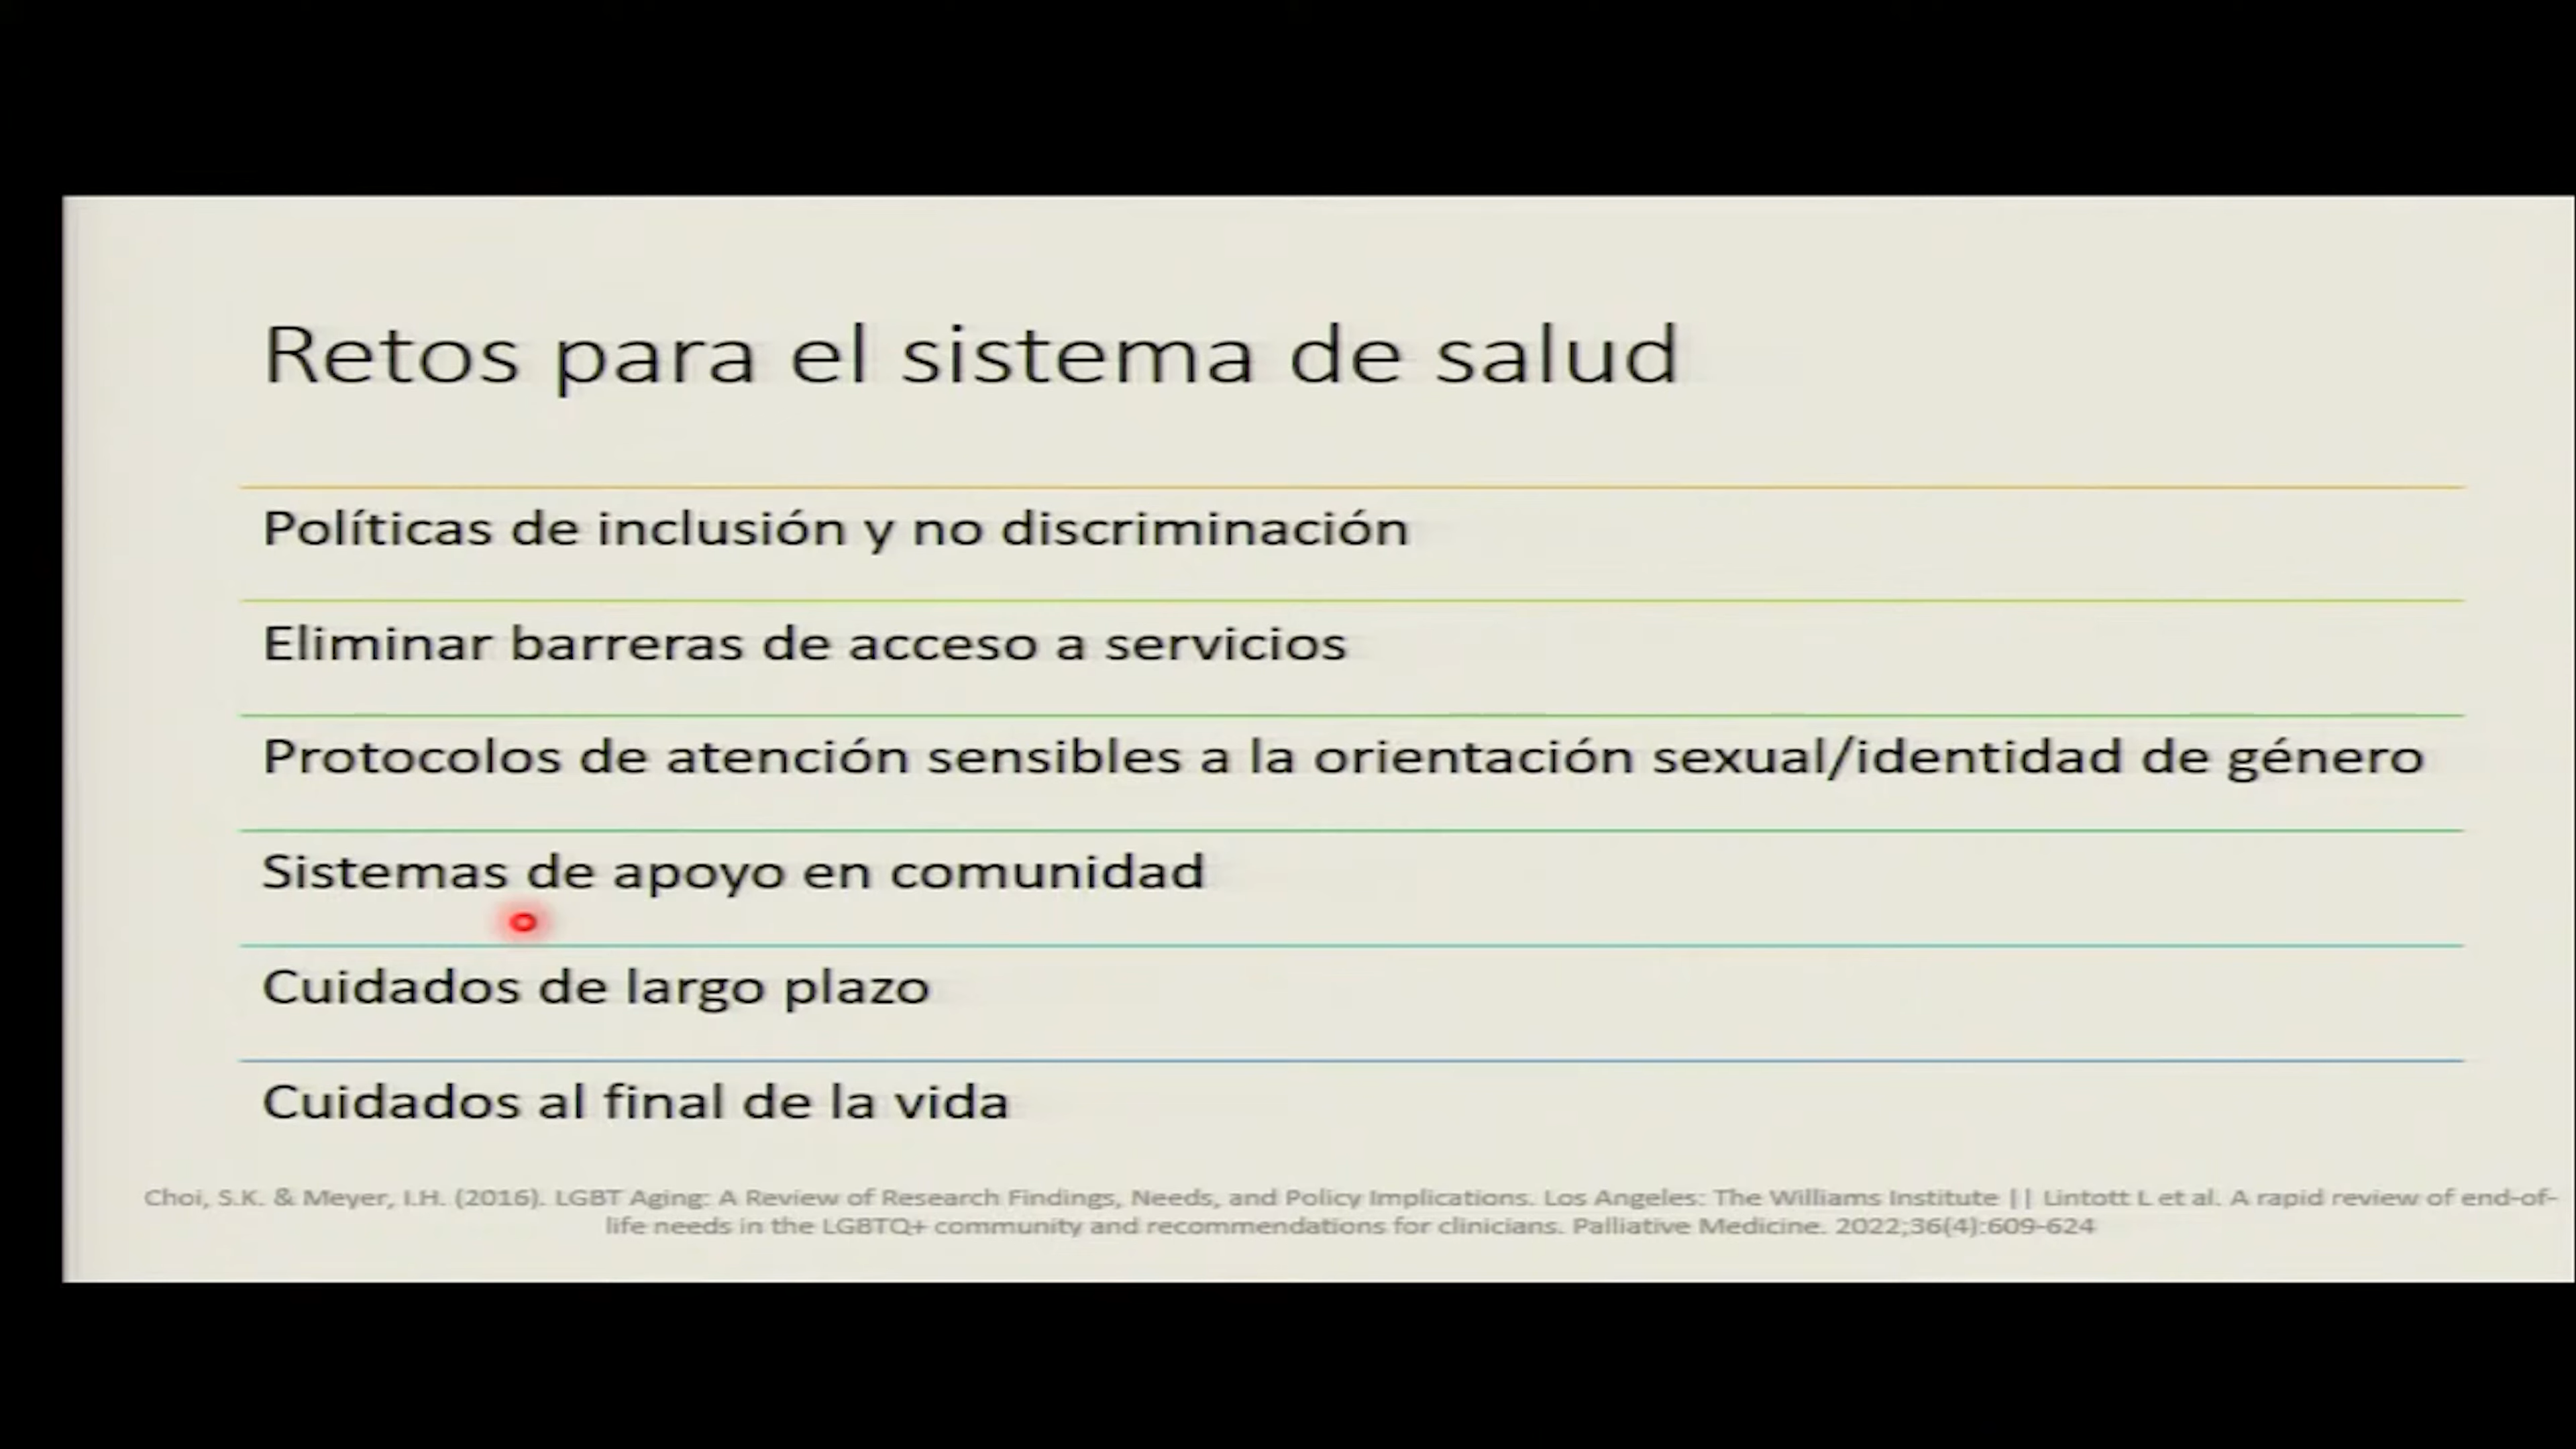 Retos para el sistema de salud
Políticas de inclusión y no discriminación
Eliminar barreras de acceso a servicios
Protocolos de atención sensibles a la orientación sexual/identidad de género
Sistemas de apoyo en comunidad
Cuidados de largo plazo
Cuidados al final de la vida
Choi, S.K. & Meyer, I.H. (2016). LGBT Aging: A Review of Research Findings, Needs, and Policy Implications. Los Angeles: The Williams Institute || Lintott L et al. A rapid review of end-of-
life needs in the LGBTQ+ community and recommendations for clinicians. Palliative Medicine. 2022;36(4):609-624